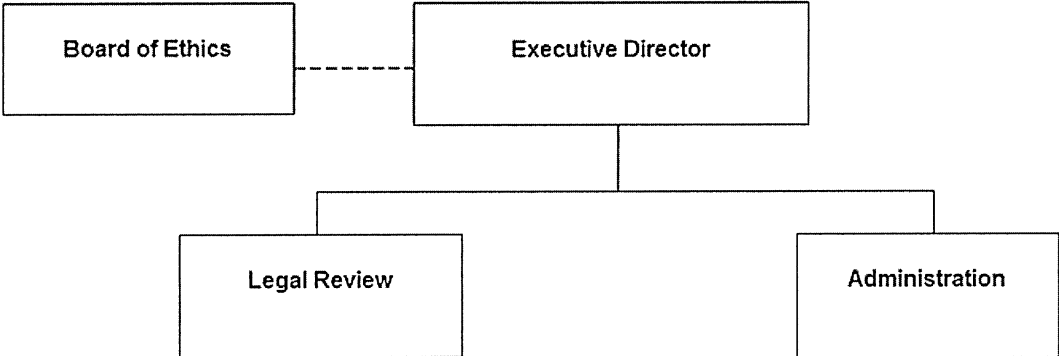 Board of Ethics
Executive Director
Legal Review
Administration